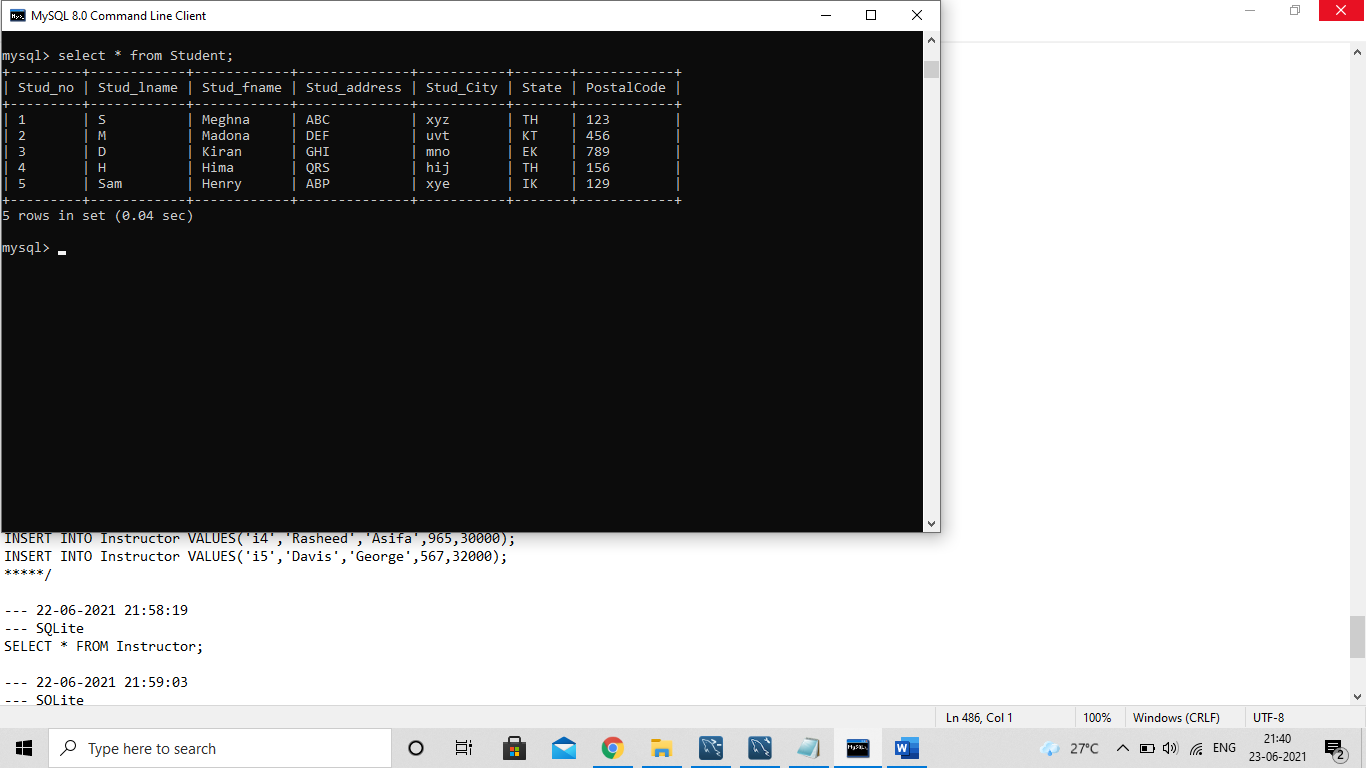 MySQL 8.0 Command Line Client
mysql> select * from Student;
+---------+------------+------------+--------------+-----------+-------+------------+
| Stud_no | Stud_lname | Stud_fname | Stud_address | Stud_City | State | PostalCode |
+---------+------------+------------+--------------+-----------+-------+------------+
| 1       | S          | Meghna     | ABC          | xyz       | TH    | 123        |
| 2       | M          | Madona     | DEF          | uvt       | KT    | 456        |
| 3       | D          | Kiran      | GHI          | mno       | EK    | 789        |
| 4       | H          | Hima       | QRS          | hij       | TH    | 156        |
| 5       | Sam        | Henry      | ABP          | xye       | IK    | 129        |
+---------+------------+------------+--------------+-----------+-------+------------+
5 rows in set (0.04 sec)
mysql>
INSERT INTO Instructor VALUES('i4','Rasheed','Asifa',965,30000);
INSERT INTO Instructor VALUES('i5','Davis','George',567,32000);
*****/
--- 22-06-2021 21:58:19
--- SQLite
SELECT * FROM Instructor;
--- 22-06-2021 21:59:03
--- SQLite
Ln 486, Col 1 100% Windows (CRLF) UTF-8
Type here to search
MySQL
W
27°C
ENG
21:40
23-06-2021
2